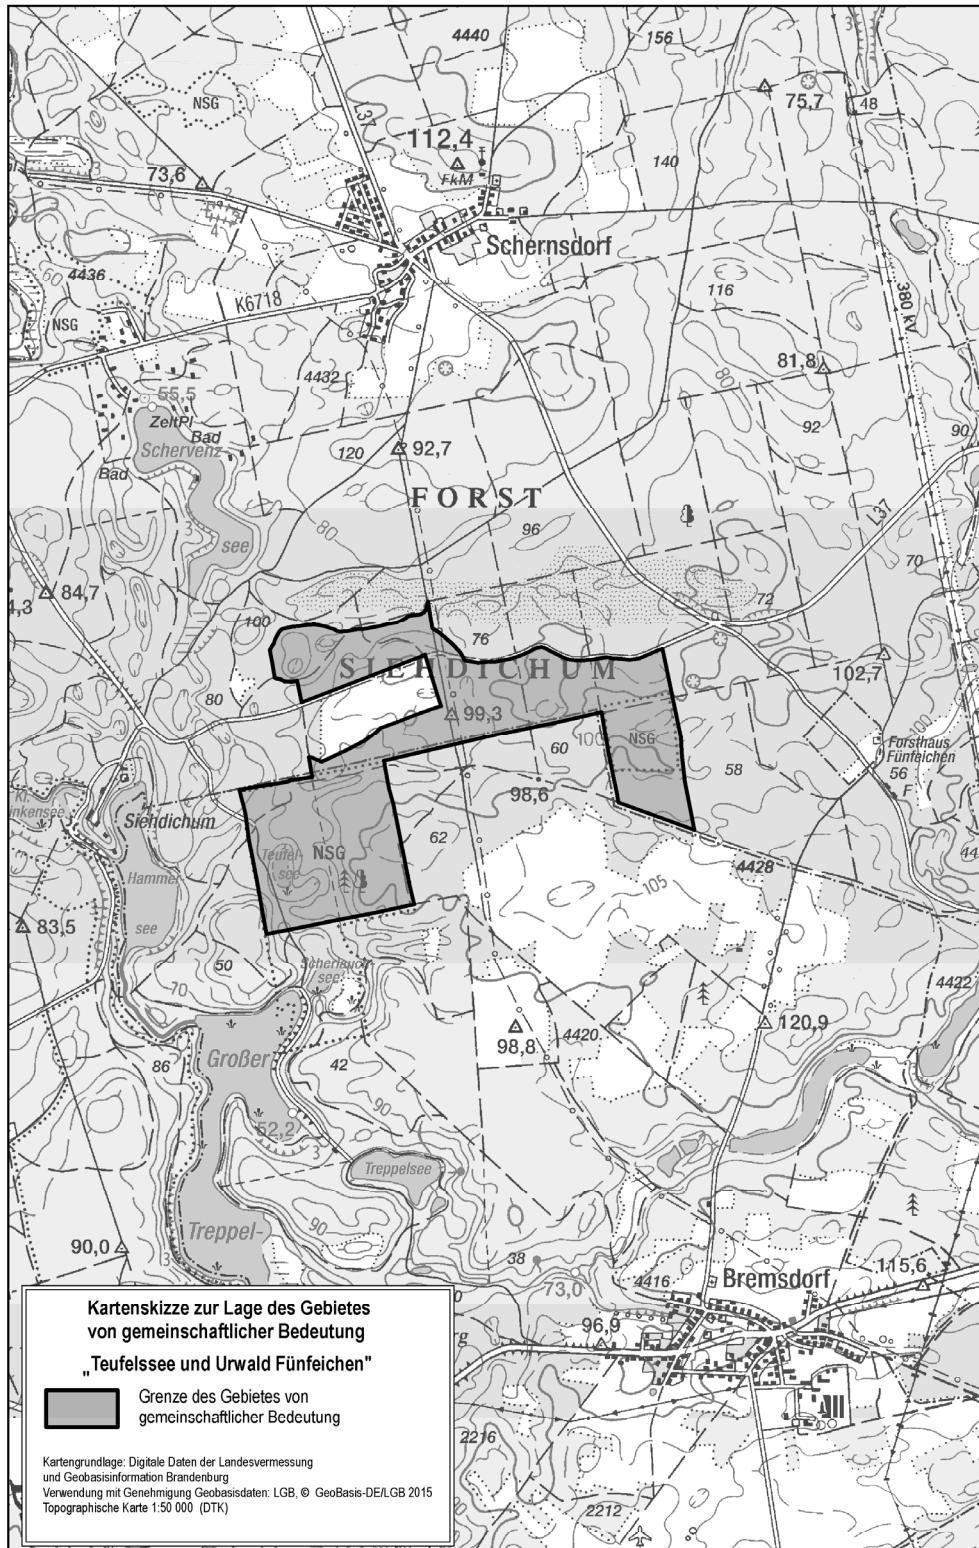 4440
156
NSG
75,7
48
112,4
FkM
140
73,6
4
Schernsdorf
4436
K6718
116
380 kV
NSG
4432
81,8
55,5
ZeltPl
Bad
Schervenz
Bad
see
120
92,7
92
90
FORST
80
96
L37
70
84,7
4,3
100
72
76
SIEHDICHUM
102,7
80
99,3
100
60
NSG
58
Forsthaus
Fünfeichen
56
F
98,6
Siehdichum
62
Teufel-
see
NSG
44
4428
Hammer
see
105
83,5
50
70
4422
120,9
98,8
4420
86
Großer
42
90
52,2
3
Treppelsee
90
Treppel-
90,0
38
4416
Bremsdorf
115,6
73,0
96,9
2216
2212
Kartenskizze zur Lage des Gebietes
von gemeinschaftlicher Bedeutung
"Teufelssee und Urwald Fünfeichen"
Grenze des Gebietes von
gemeinschaftlicher Bedeutung
Kartengrundlage: Digitale Daten der Landesvermessung
und Geobasisinformation Brandenburg
Verwendung mit Genehmigung Geobasisdaten: LGB, © GeoBasis-DE/LGB 2015
Topographische Karte 1:50 000 (DTK)